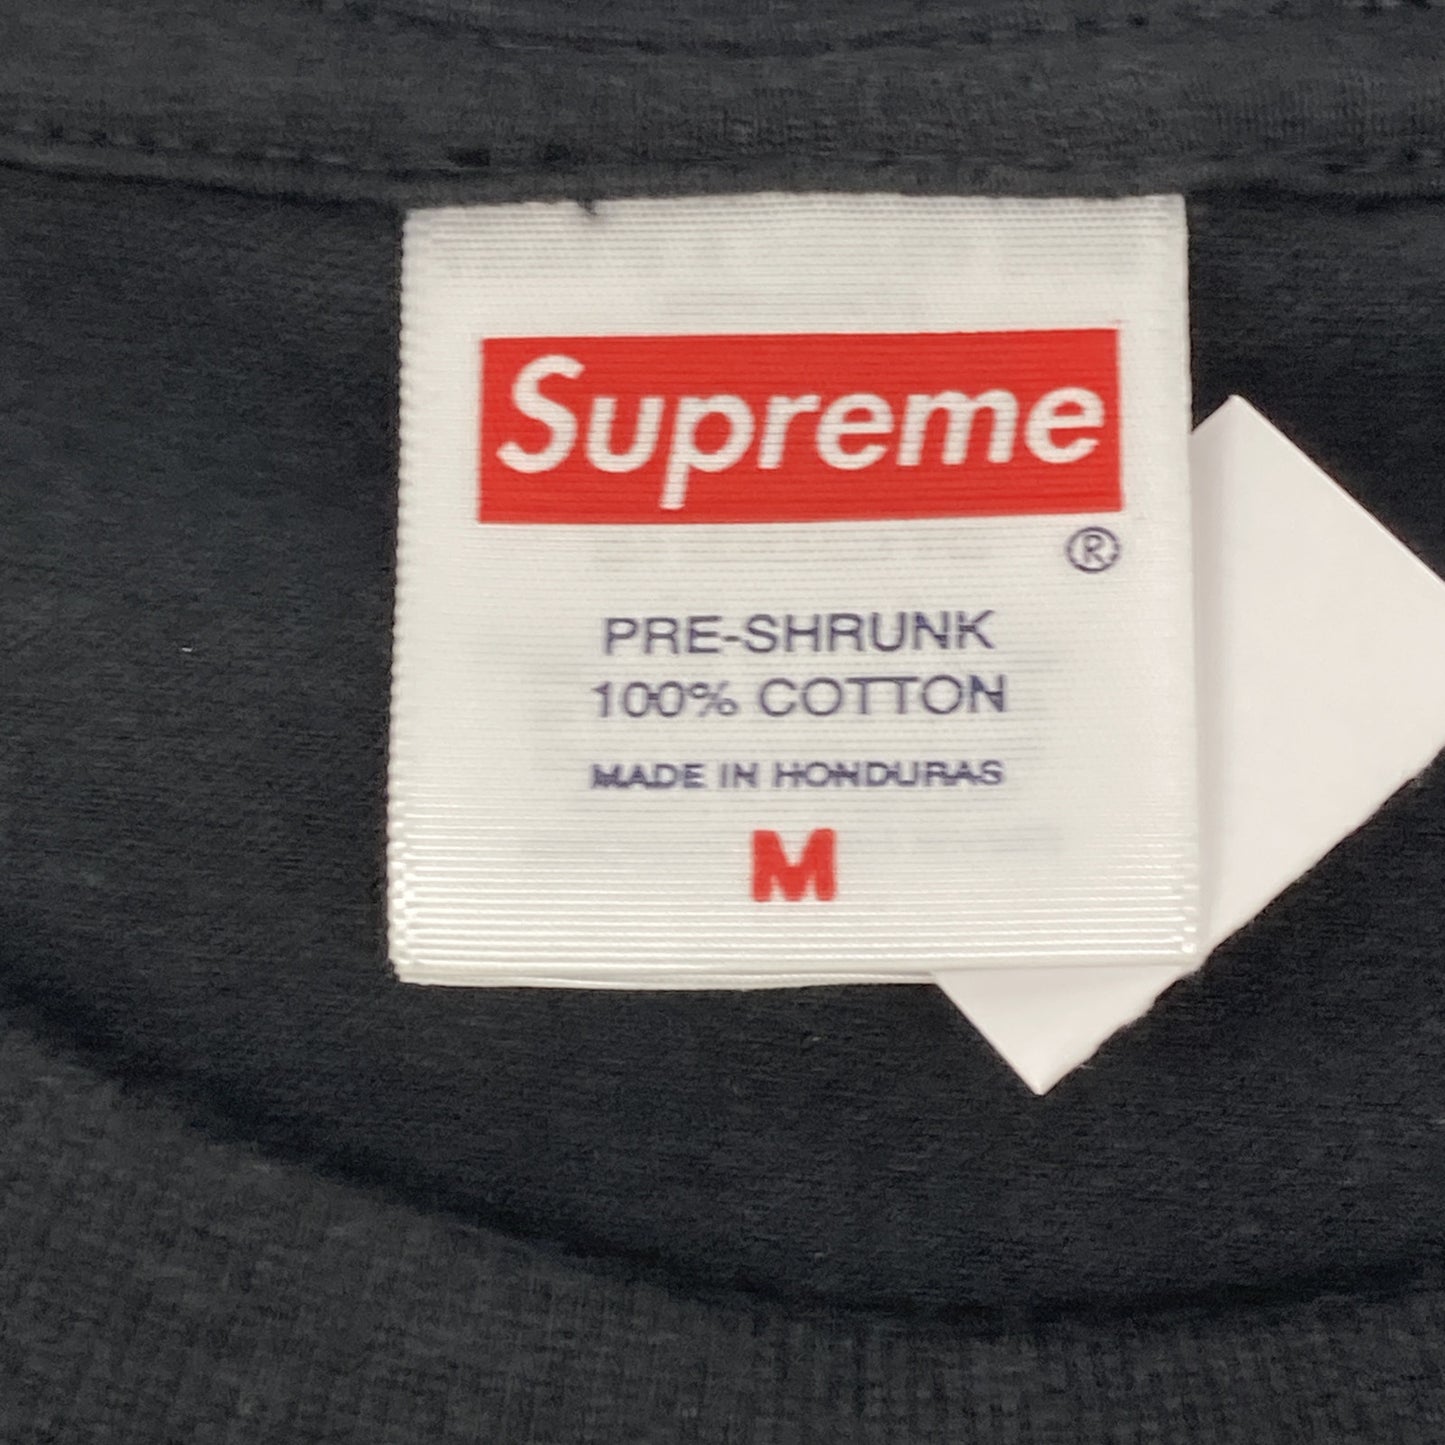 Supreme
®
PRE-SHRUNK
100% COTTON
MADE IN HONDURAS
M